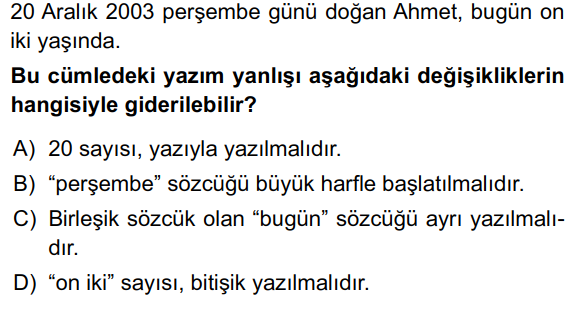 20 Aralık 2003 perşembe günü doğan Ahmet, bugün on
iki yaşında.
Bu cümledeki yazım yanlışı aşağıdaki değişikliklerin
hangisiyle giderilebilir?
A) 20 sayısı, yazıyla yazılmalıdır.
B) “perşembe” sözcüğü büyük harfle başlatılmalıdır.
C) Birleşik sözcük olan “bugün” sözcüğü ayrı yazılmalı-
dır.
D) “on iki” sayısı, bitişik yazılmalıdır.